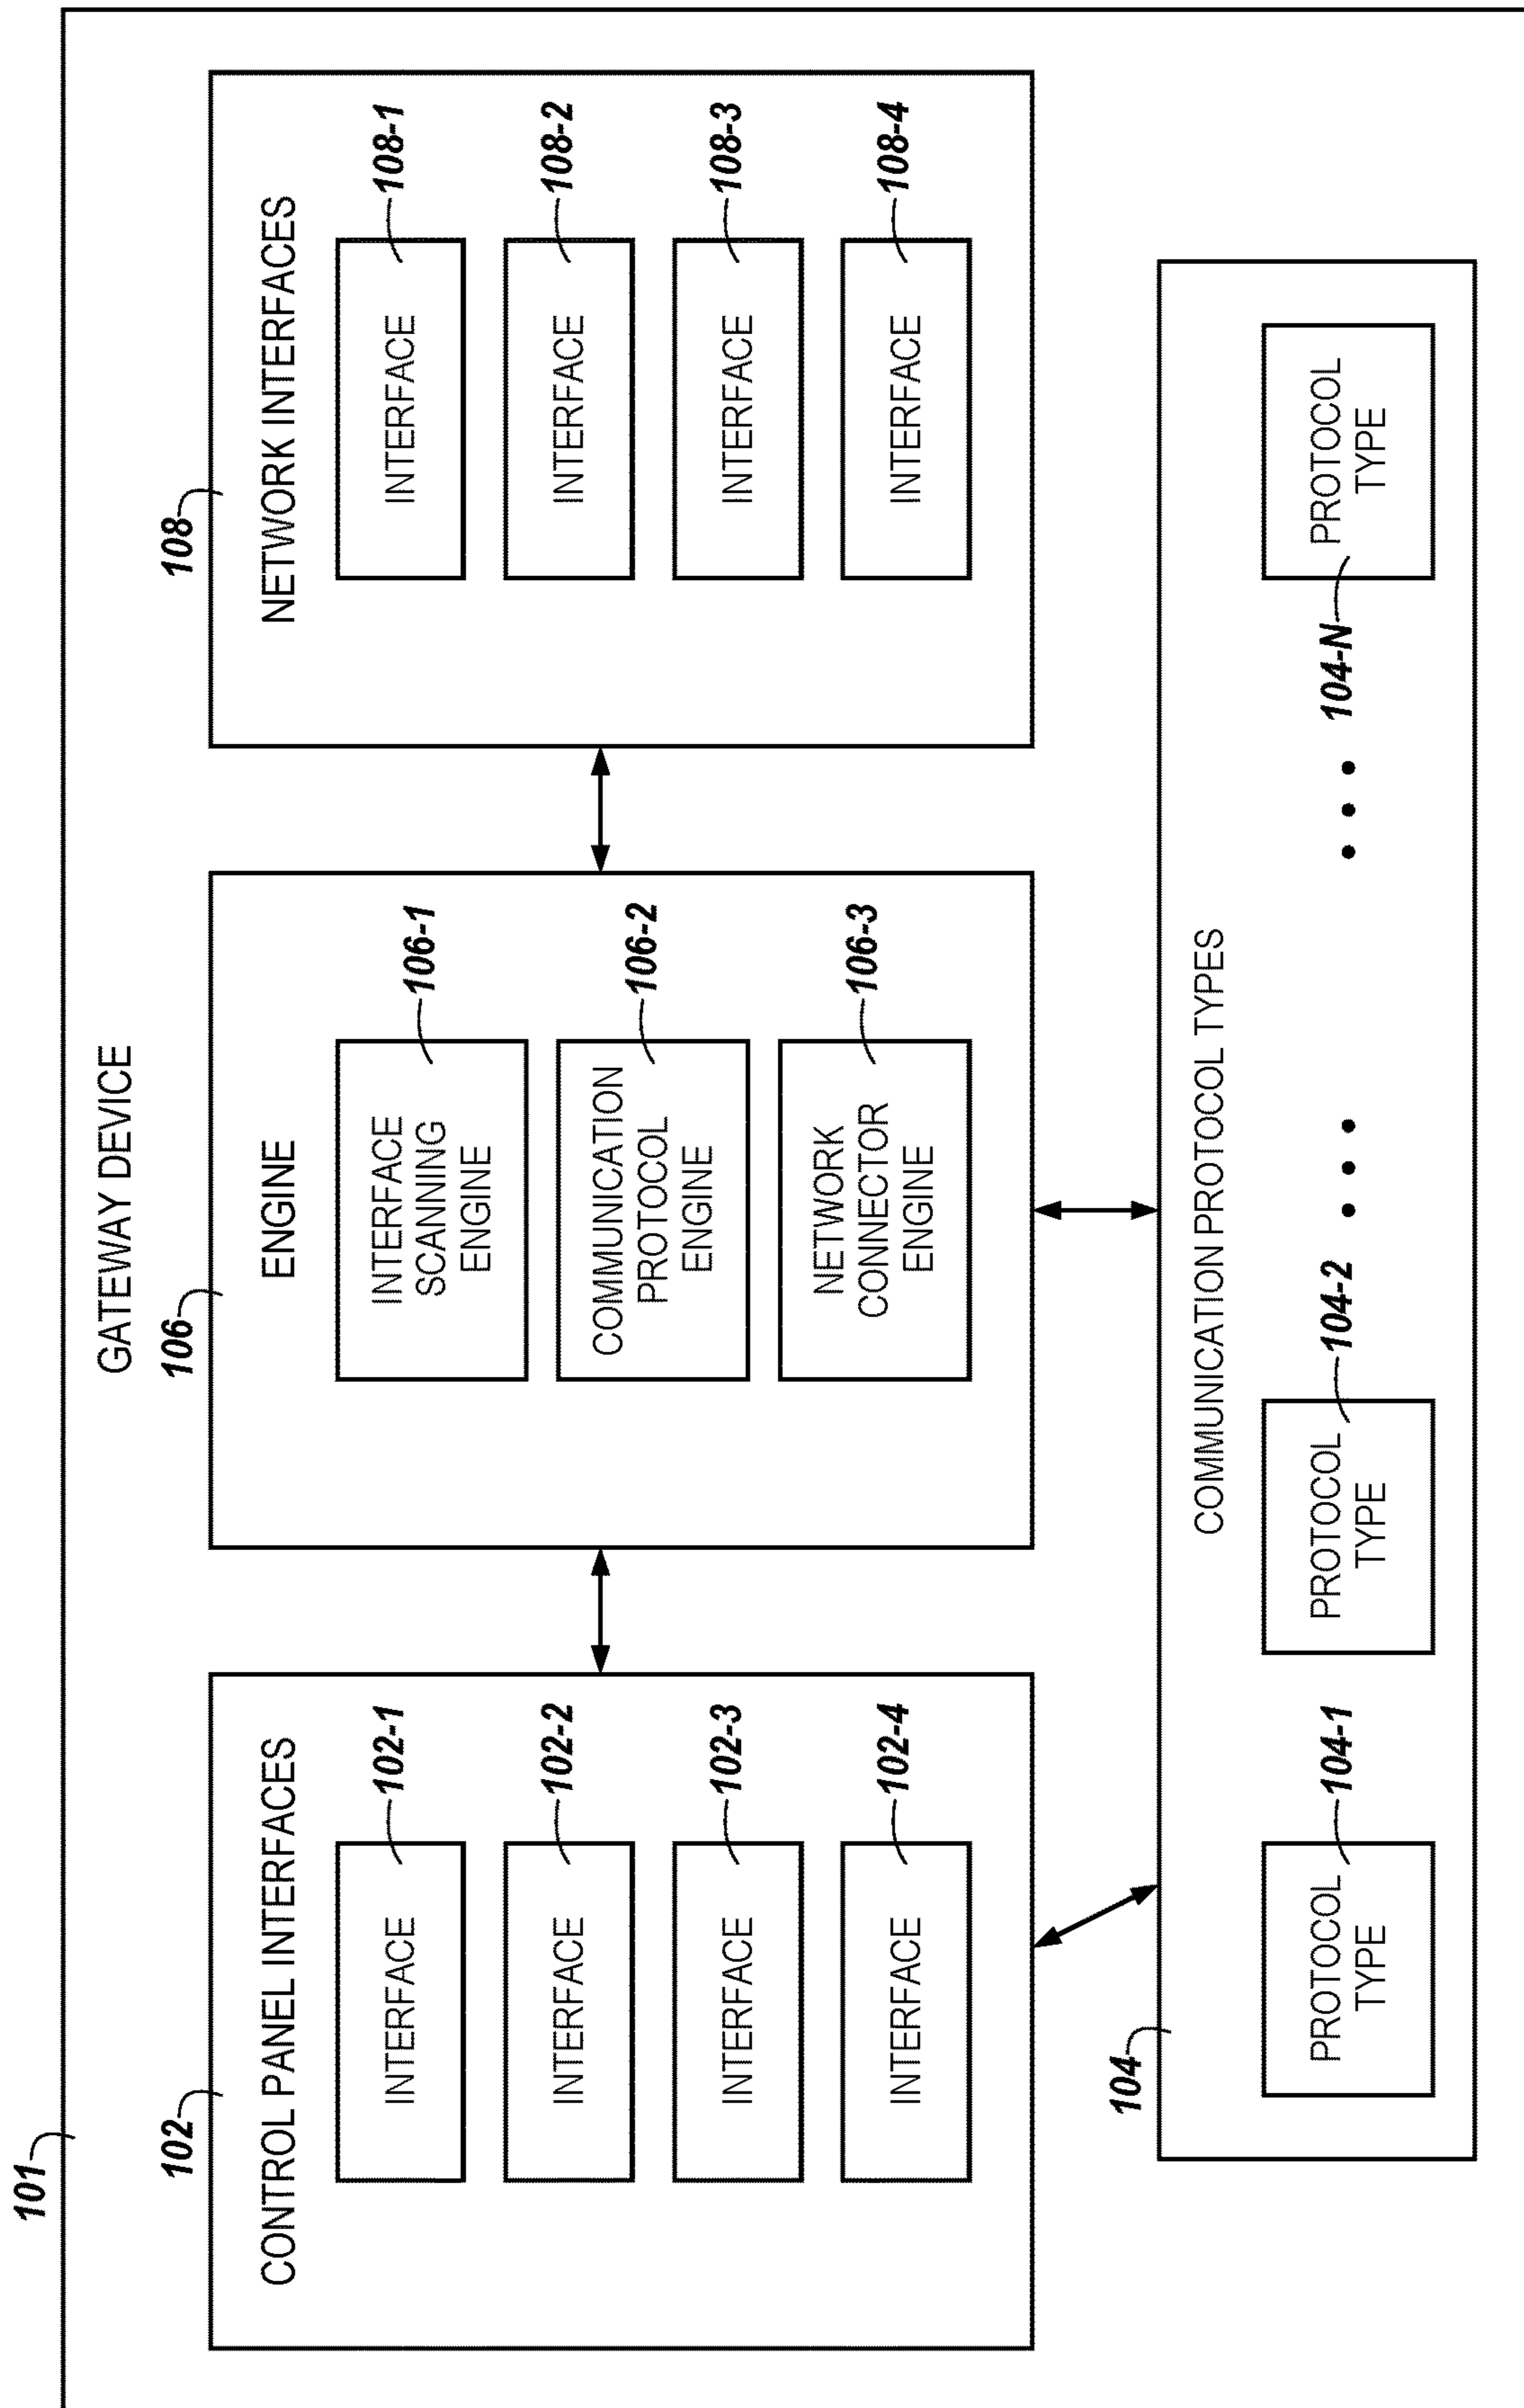 101
GATEWAY DEVICE
102
CONTROL PANEL INTERFACES
INTERFACE
102-1
INTERFACE
102-2
INTERFACE
102-3
INTERFACE
102-4
106
ENGINE
INTERFACE
SCANNING
ENGINE
106-1
COMMUNICATION
PROTOCOL
ENGINE
106-2
NETWORK
CONNECTOR
ENGINE
106-3
108
NETWORK INTERFACES
INTERFACE
108-1
INTERFACE
108-2
INTERFACE
108-3
INTERFACE
108-4
104
COMMUNICATION PROTOCOL TYPES
PROTOCOL
TYPE
104-1
PROTOCOL
TYPE
104-2
• • •
• • •
104-N
PROTOCOL
TYPE